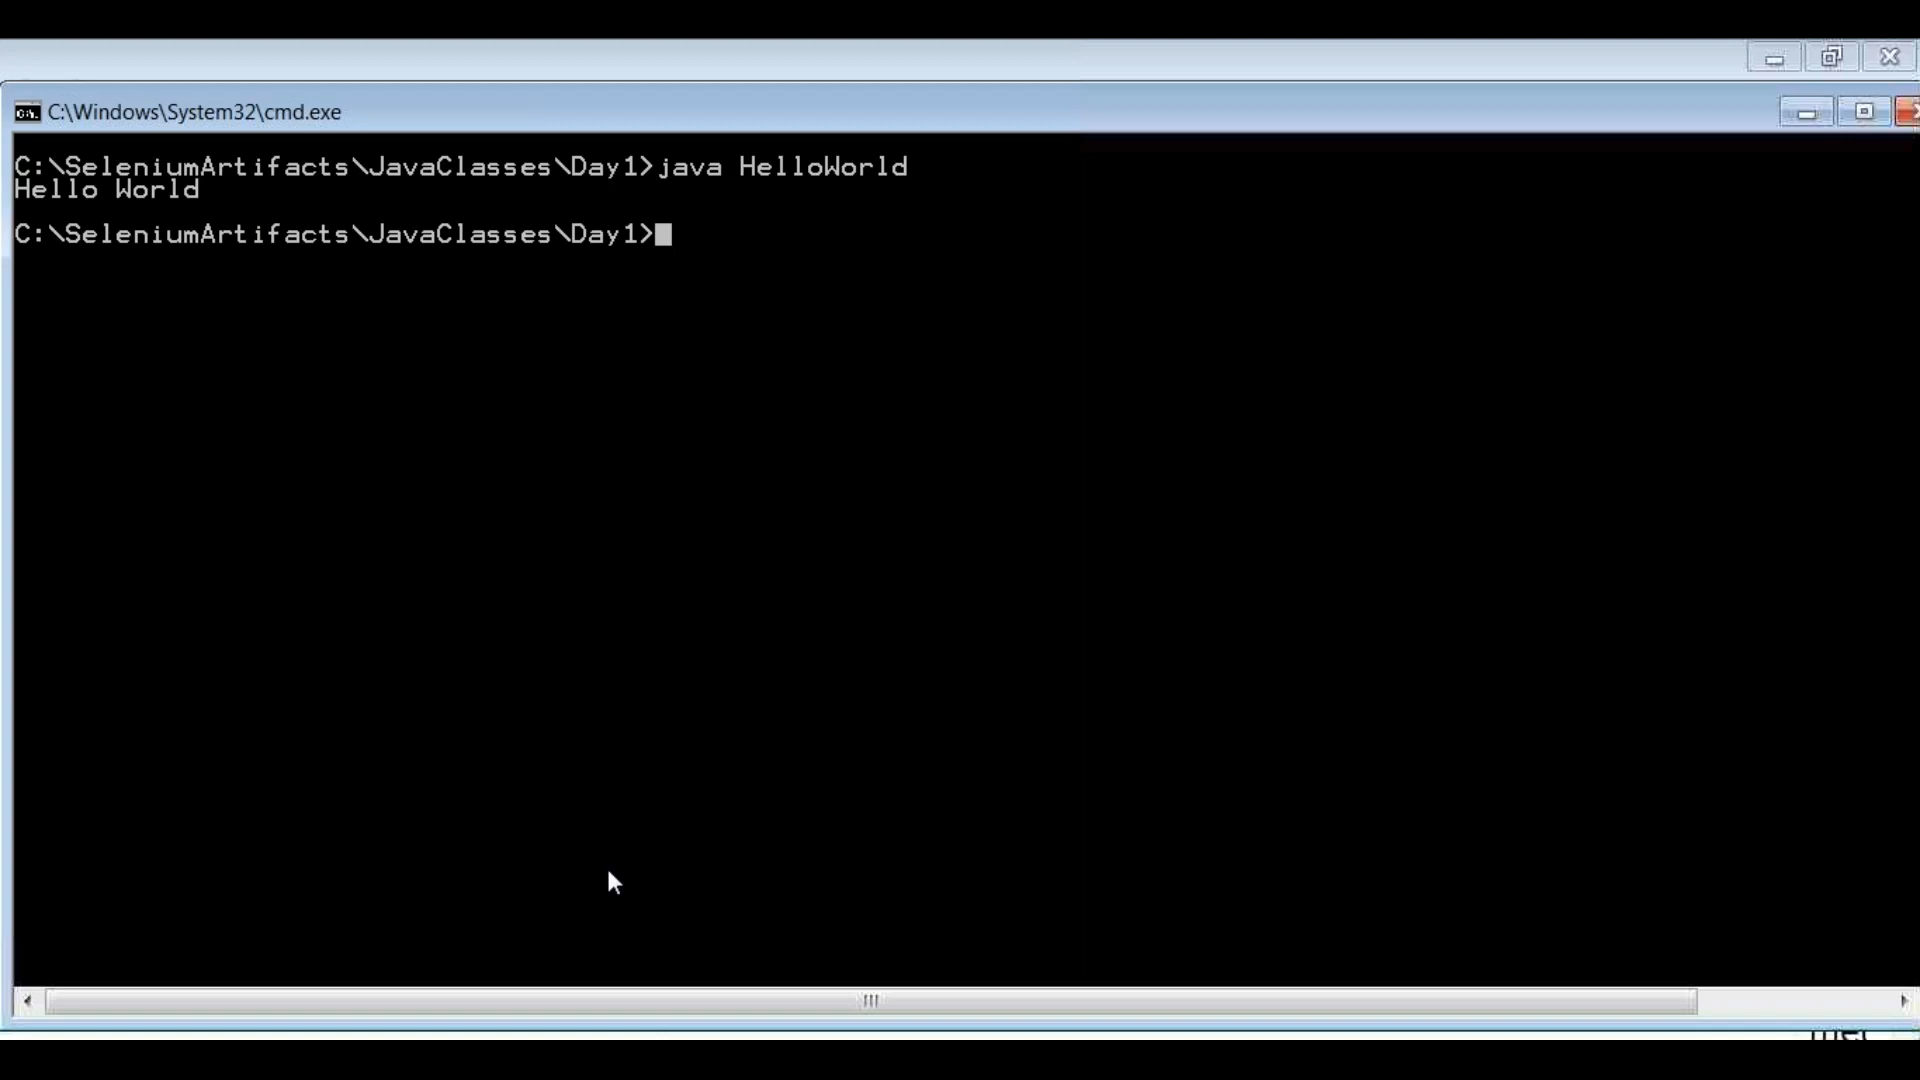 C:\Windows\System32\cmd.exe
C:\SeleniumArtifacts\JavaClasses\Day1>java HelloWorld
Hello World
C:\SeleniumArtifacts\JavaClasses\Day1>